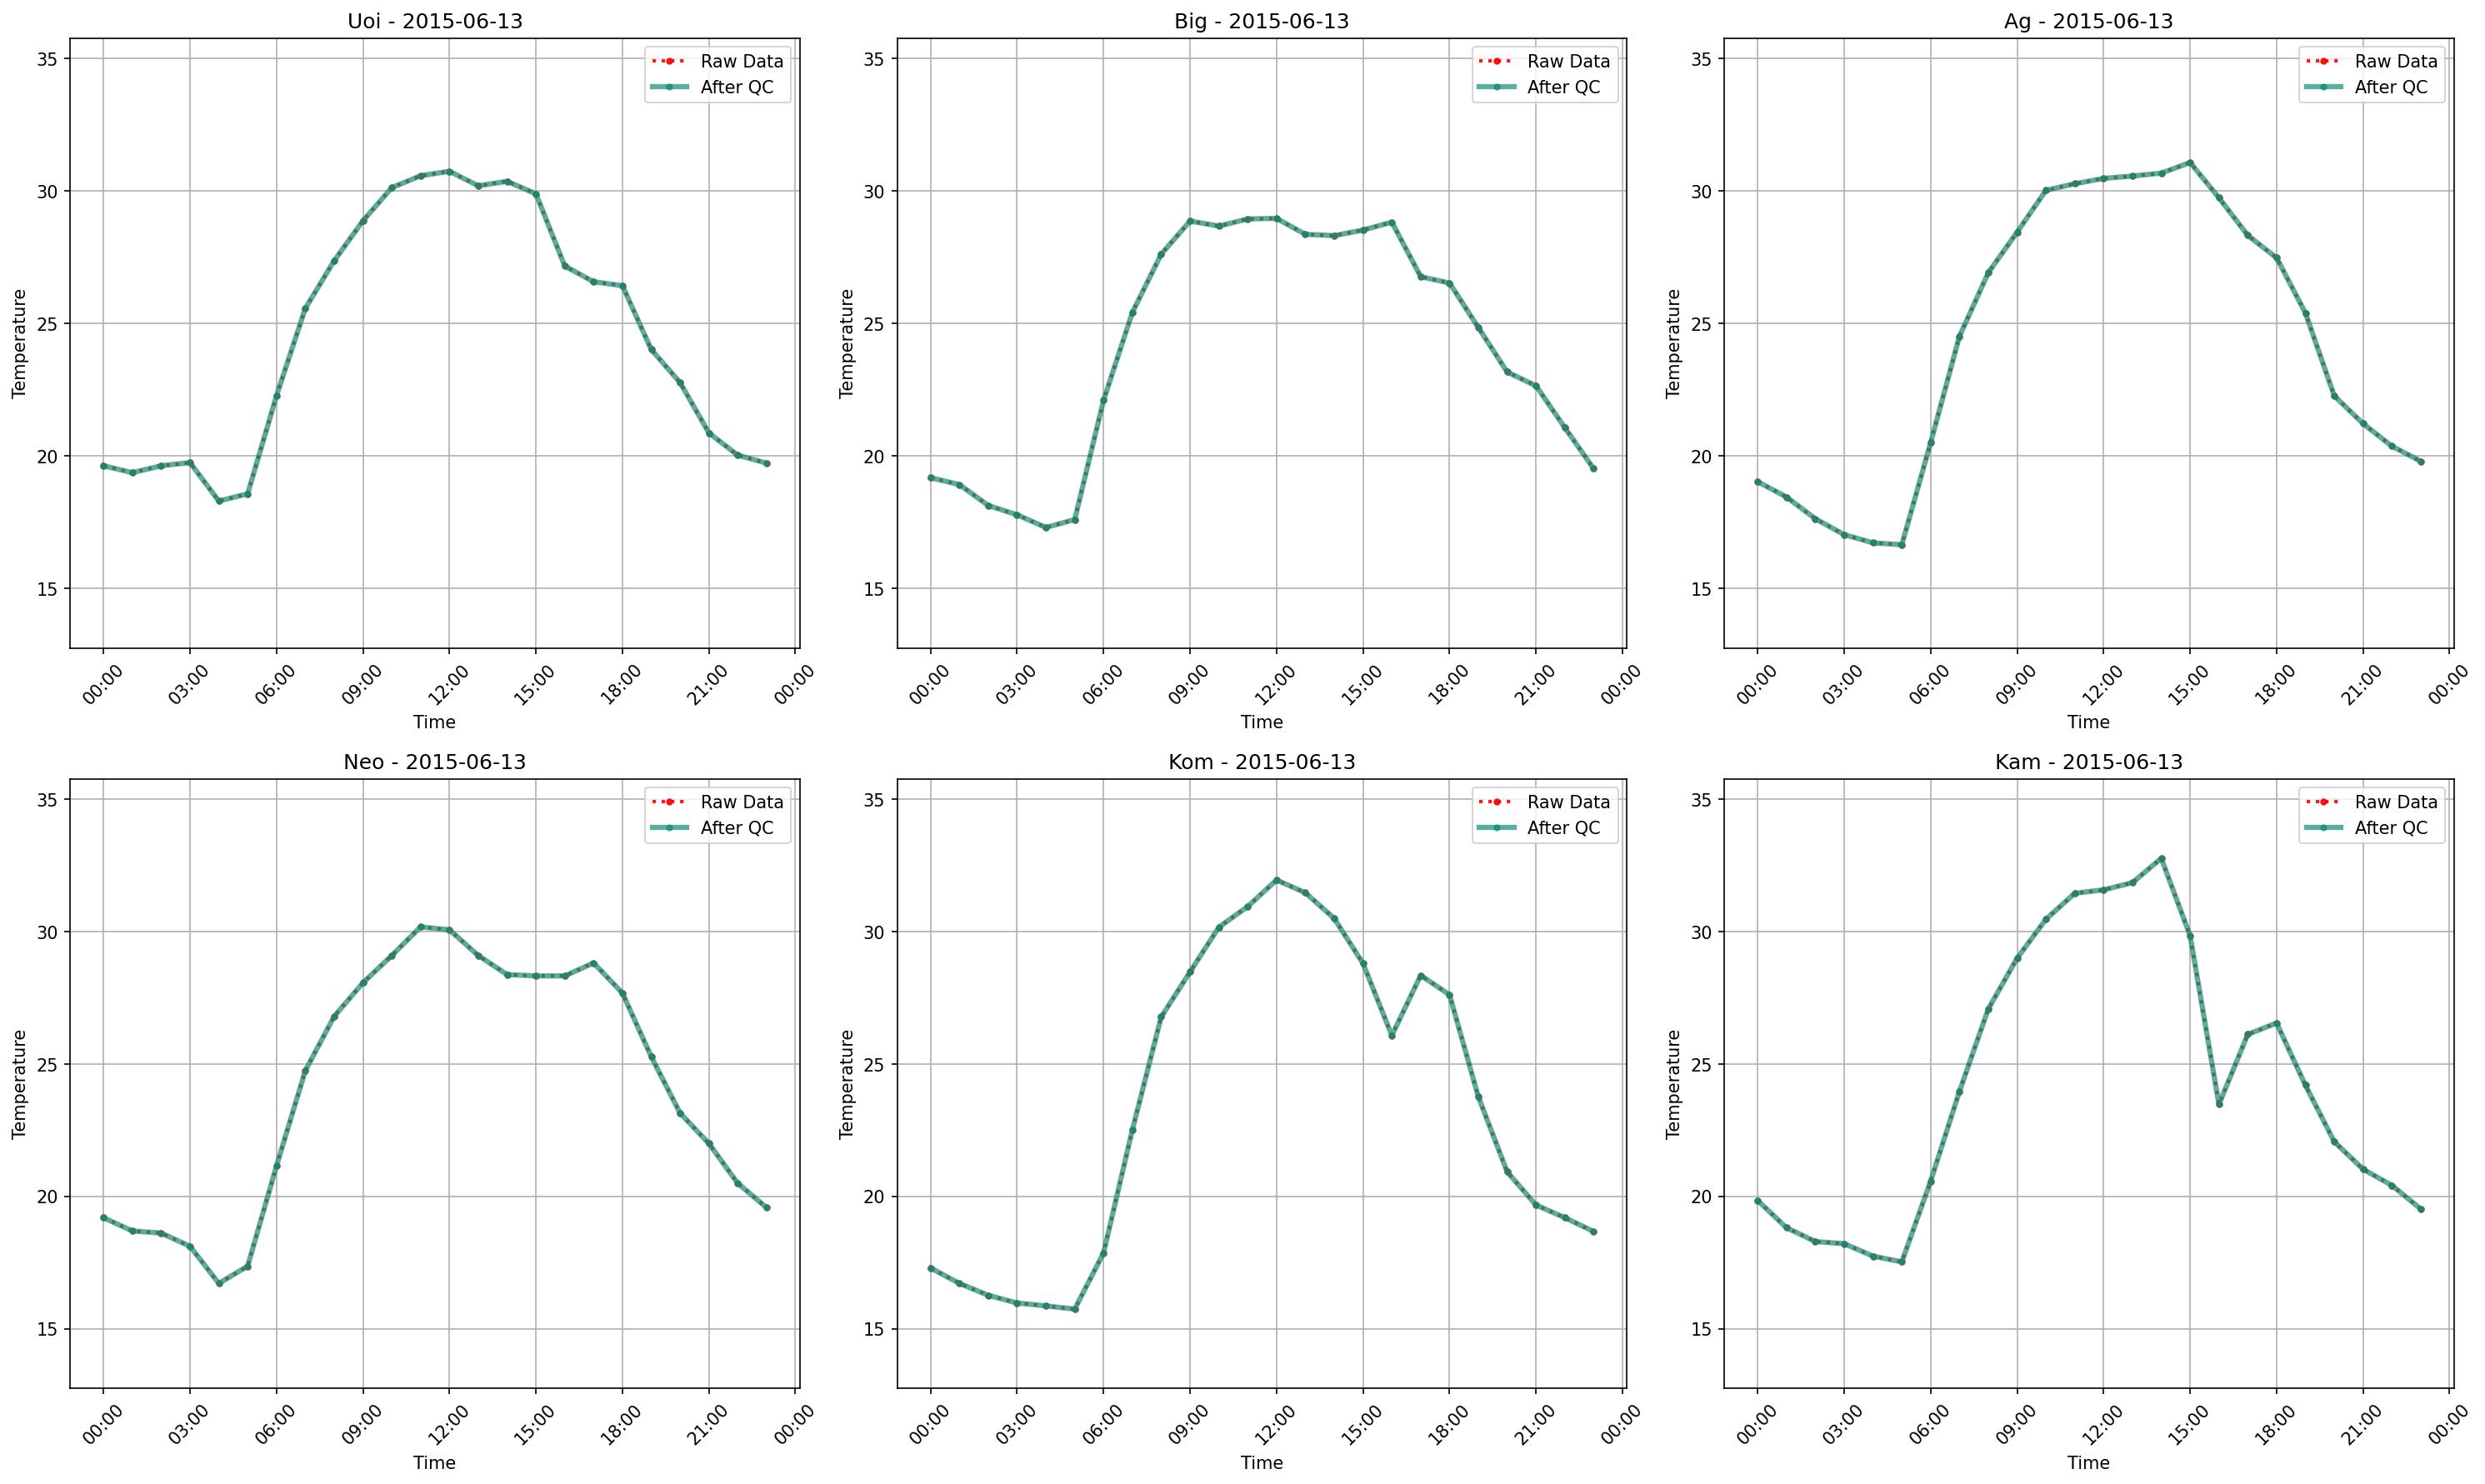 Uoi - 2015-06-13
Raw Data
After QC
Temperature
35
30
25
20
15
00:00
03:00
06:00
09:00
12:00
15:00
18:00
21:00
00:00
Time
Big - 2015-06-13
Raw Data
After QC
Temperature
35
30
25
20
15
00:00
03:00
06:00
09:00
12:00
15:00
18:00
21:00
00:00
Time
Ag - 2015-06-13
Raw Data
After QC
Temperature
35
30
25
20
15
00:00
03:00
06:00
09:00
12:00
15:00
18:00
21:00
00:00
Time
Neo - 2015-06-13
Raw Data
After QC
Temperature
35
30
25
20
15
00:00
03:00
06:00
09:00
12:00
15:00
18:00
21:00
00:00
Time
Kom - 2015-06-13
Raw Data
After QC
Temperature
35
30
25
20
15
00:00
03:00
06:00
09:00
12:00
15:00
18:00
21:00
00:00
Time
Kam - 2015-06-13
Raw Data
After QC
Temperature
35
30
25
20
15
00:00
03:00
06:00
09:00
12:00
15:00
18:00
21:00
00:00
Time